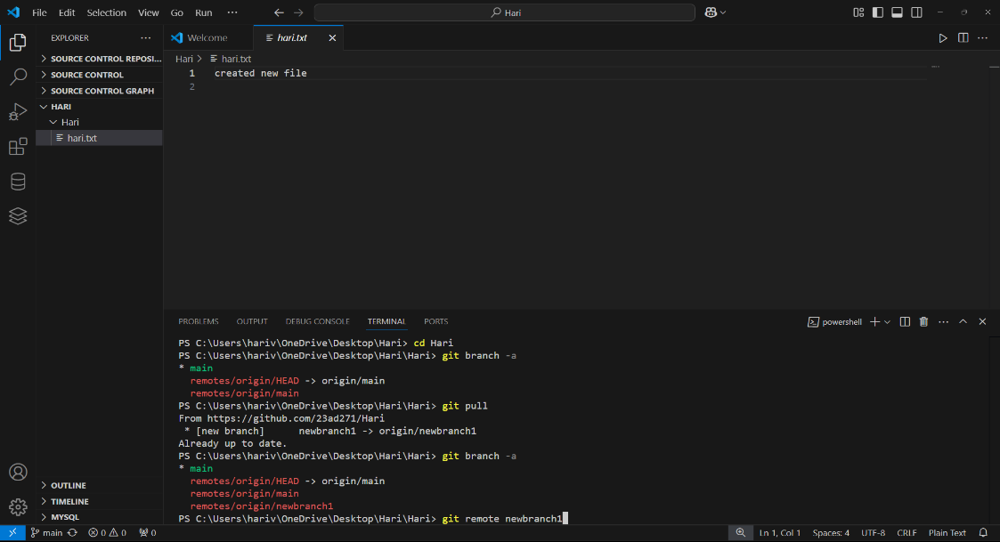 File Edit Selection View Go Run ··· Hari
EXPLORER ···
Welcome
hari.txt
SOURCE CONTROL REPOSI...
SOURCE CONTROL
SOURCE CONTROL GRAPH
HARI
Hari
hari.txt
Hari > hari.txt
1 created new file
2
PROBLEMS OUTPUT DEBUG CONSOLE TERMINAL PORTS
powershell
PS C:\Users\hariv\OneDrive\Desktop\Hari> cd Hari
PS C:\Users\hariv\OneDrive\Desktop\Hari\Hari> git branch -a
* main
remotes/origin/HEAD -> origin/main
remotes/origin/main
PS C:\Users\hariv\OneDrive\Desktop\Hari\Hari> git pull
From https://github.com/23ad271/Hari
* [new branch] newbranch1 -> origin/newbranch1
Already up to date.
PS C:\Users\hariv\OneDrive\Desktop\Hari\Hari> git branch -a
* main
remotes/origin/HEAD -> origin/main
remotes/origin/main
remotes/origin/newbranch1
PS C:\Users\hariv\OneDrive\Desktop\Hari\Hari> git remote newbranch1
OUTLINE
TIMELINE
MYSQL
main 0 0 0 Ln 1, Col 1 Spaces: 4 UTF-8 CRLF Plain Text